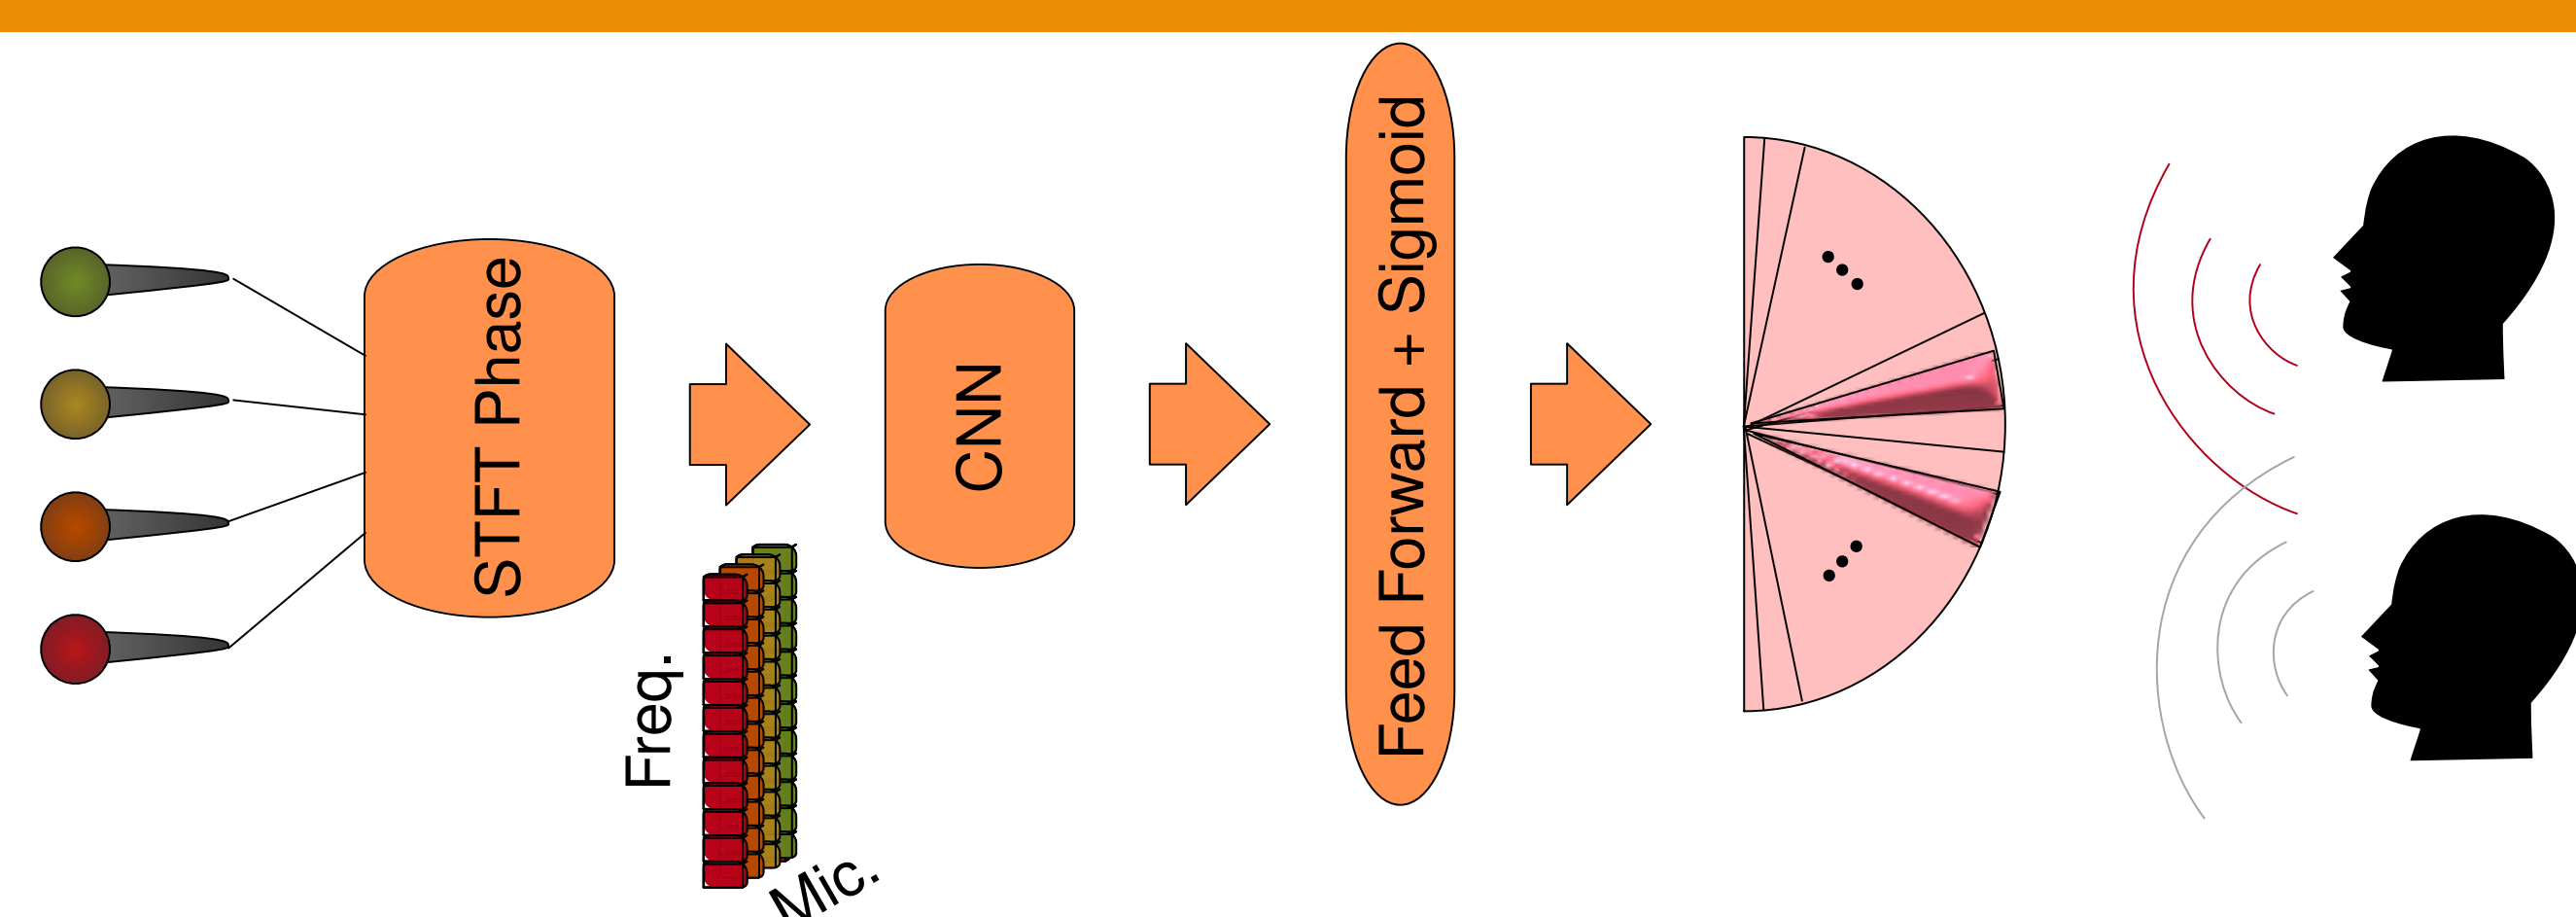 STFT Phase
Freq.
Mic.
CNN
Feed Forward + Sigmoid